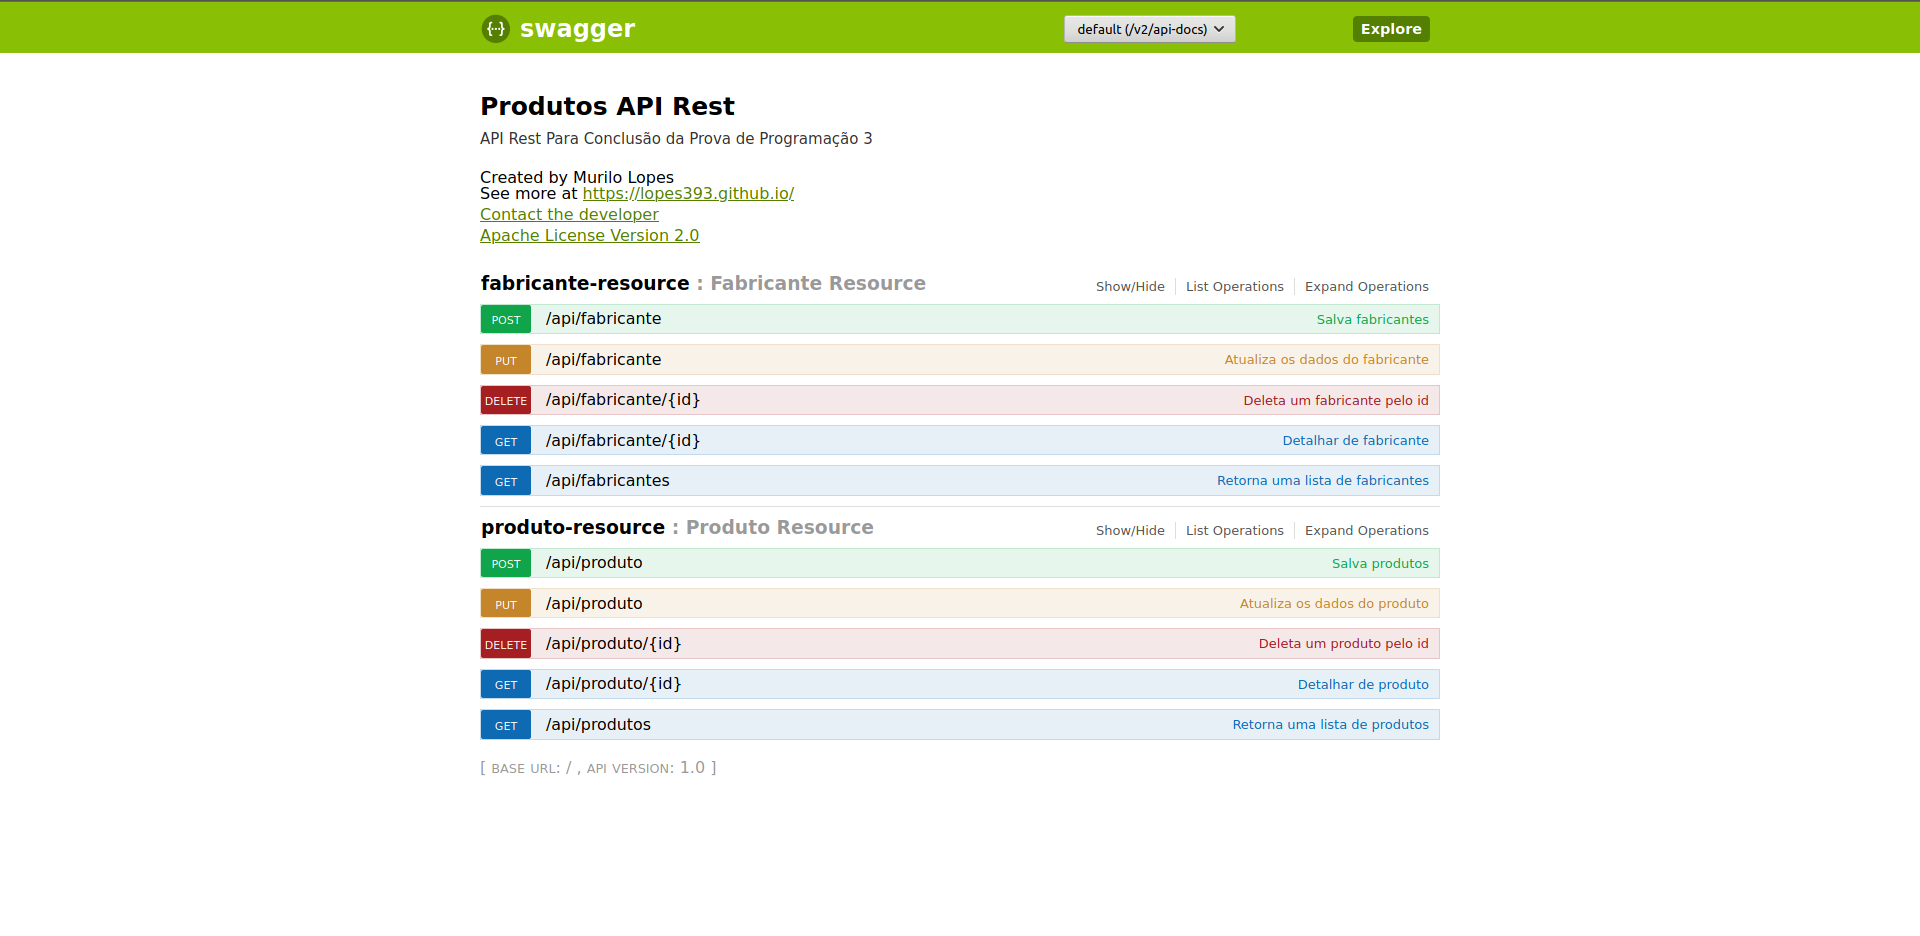 {···} swagger default (/v2/api-docs) Explore
Produtos API Rest
API Rest Para Conclusão da Prova de Programação 3
Created by Murilo Lopes
See more at https://lopes393.github.io/
Contact the developer
Apache License Version 2.0
fabricante-resource : Fabricante Resource Show/Hide List Operations Expand Operations
POST /api/fabricante Salva fabricantes
PUT /api/fabricante Atualiza os dados do fabricante
DELETE /api/fabricante/{id} Deleta um fabricante pelo id
GET /api/fabricante/{id} Detalhar de fabricante
GET /api/fabricantes Retorna uma lista de fabricantes
produto-resource : Produto Resource Show/Hide List Operations Expand Operations
POST /api/produto Salva produtos
PUT /api/produto Atualiza os dados do produto
DELETE /api/produto/{id} Deleta um produto pelo id
GET /api/produto/{id} Detalhar de produto
GET /api/produtos Retorna uma lista de produtos
[ BASE URL: / , API VERSION: 1.0 ]